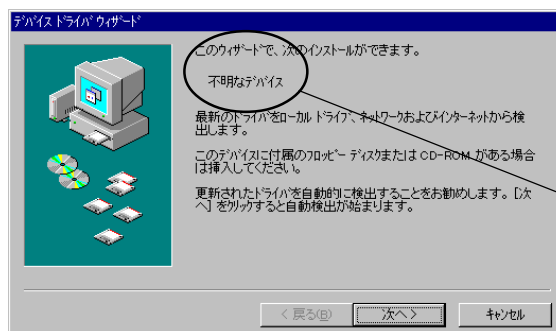 ﾃﾞﾊﾞｲｽ ﾄﾞﾗｲﾊﾞ ｳｨｻﾞｰﾄﾞ
このｳｨｻﾞｰﾄﾞで、次のｲﾝｽﾄｰﾙができます。
不明なﾃﾞﾊﾞｲｽ
最新のﾄﾞﾗｲﾊﾞをﾛｰｶﾙ ﾄﾞﾗｲﾌﾞ、ﾈｯﾄﾜｰｸおよびｲﾝﾀｰﾈｯﾄから検
出します。
このﾃﾞﾊﾞｲｽに付属のﾌﾛｯﾋﾟｰ ﾃﾞｨｽｸまたは CD-ROM がある場合
は挿入してください。
更新されたﾄﾞﾗｲﾊﾞを自動的に検出することをお勧めします。[次
へ] をｸﾘｯｸすると自動検出が始まります。
< 戻る(B)
次へ >
ｷｬﾝｾﾙ